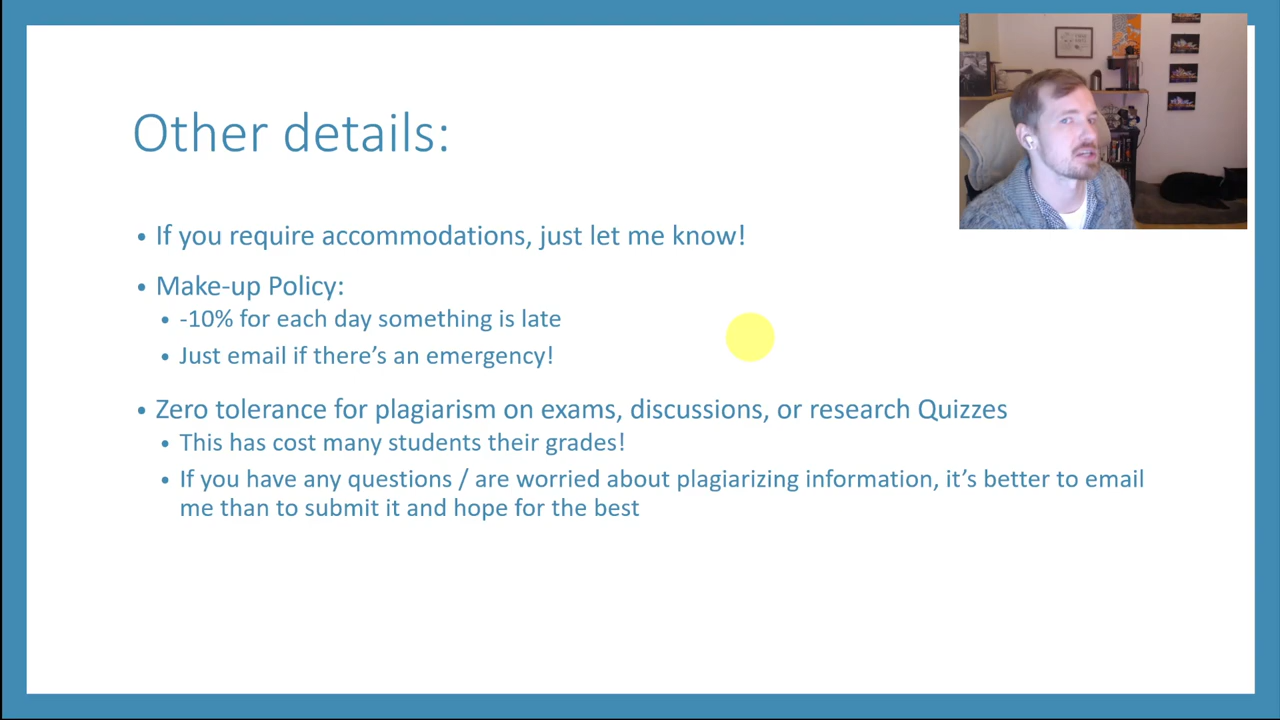 Other details:
• If you require accommodations, just let me know!
• Make-up Policy:
• -10% for each day something is late
• Just email if there’s an emergency!
• Zero tolerance for plagiarism on exams, discussions, or research Quizzes
• This has cost many students their grades!
• If you have any questions / are worried about plagiarizing information, it’s better to email
me than to submit it and hope for the best